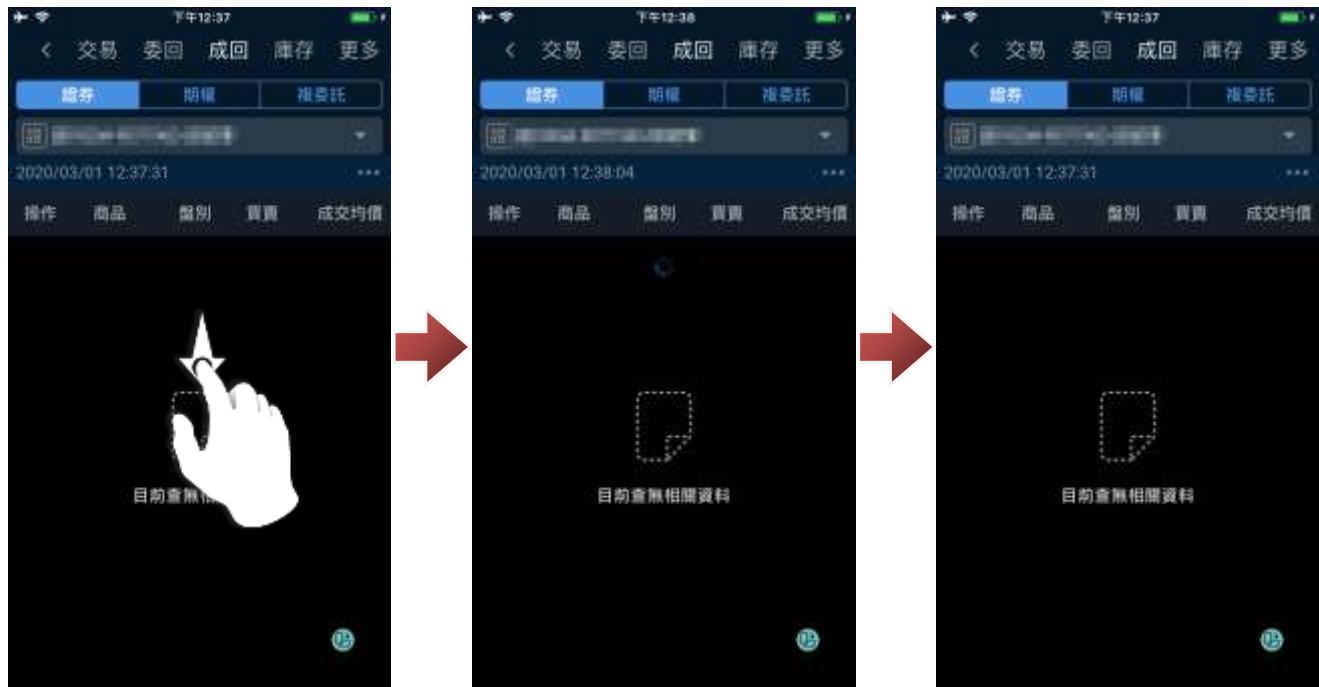 下午12:37
く 交易 委回 成回 庫存 更多
證券 期權 複委託
證
2020/03/01 12:37:31
操作 商品 盤別 買賣 成交均價
目前查無相
下午12:38
く 交易 委回 成回 庫存 更多
證券 期權 複委託
證
2020/03/01 12:38:04
操作 商品 盤別 買賣 成交均價
目前查無相關資料
下午12:37
く 交易 委回 成回 庫存 更多
證券 期權 複委託
證
2020/03/01 12:37:31
操作 商品 盤別 買賣 成交均價
目前查無相關資料